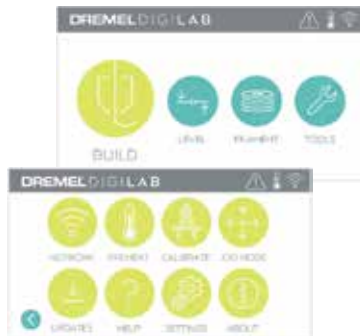 DREMEL DIGILAB
BUILD
LEVEL
FILAMENT
TOOLS
DREMEL DIGILAB
NETWORK
PREHEAT
CALIBRATE
JOG MODE
UPDATES
HELP
SETTINGS
ABOUT